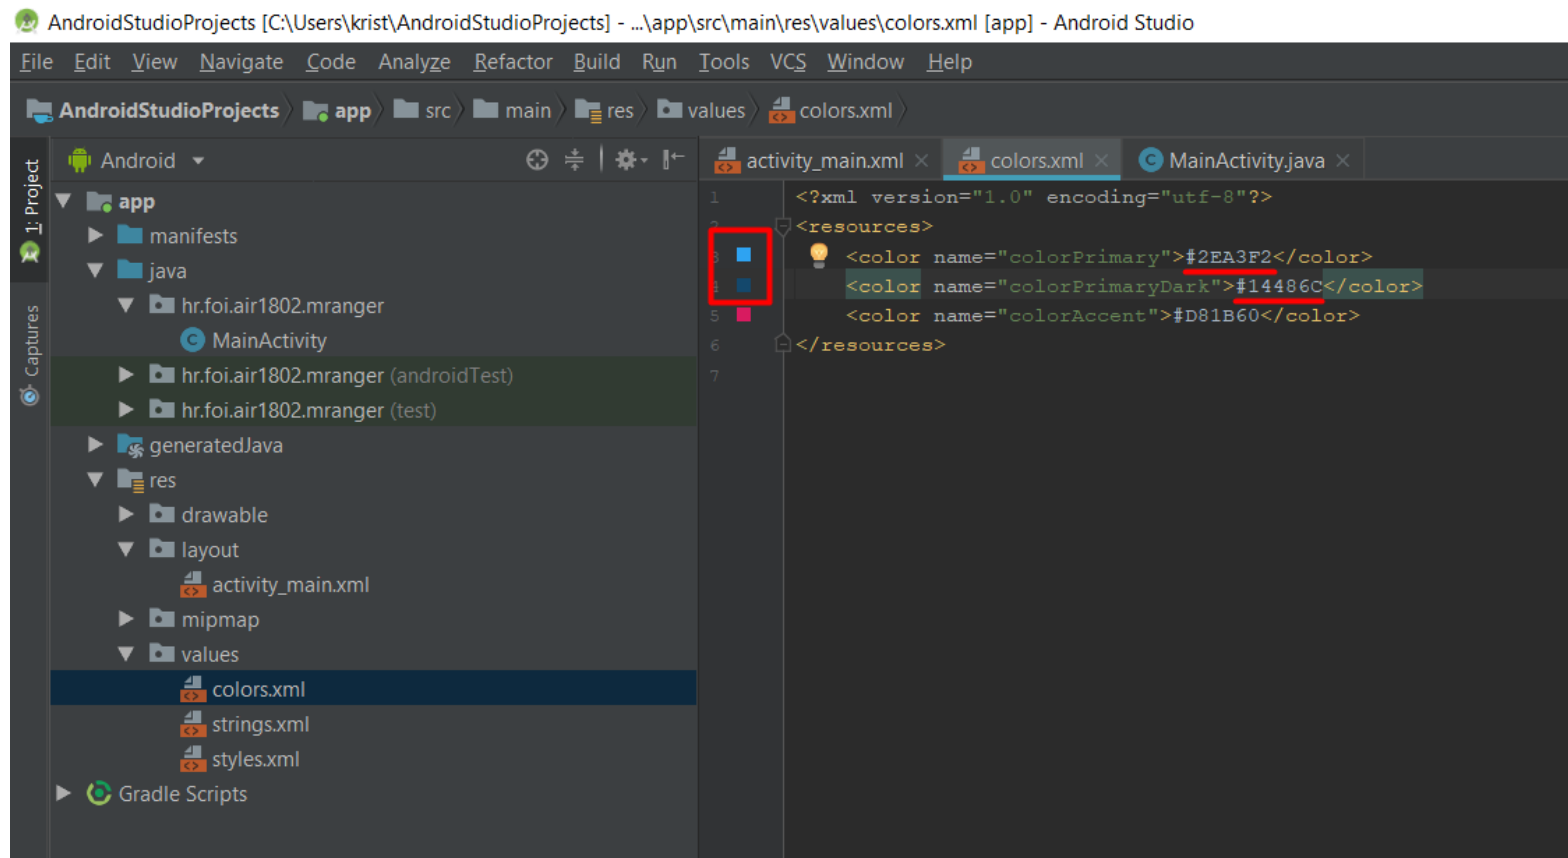 AndroidStudioProjects [C:\Users\krist\AndroidStudioProjects] - ...\app\src\main\res\values\colors.xml [app] - Android Studio
File Edit View Navigate Code Analyze Refactor Build Run Tools VCS Window Help
AndroidStudioProjects app src main res values colors.xml
1: Project
Captures
Android
app
manifests
java
hr.foi.air1802.mranger
MainActivity
hr.foi.air1802.mranger (androidTest)
hr.foi.air1802.mranger (test)
generatedJava
res
drawable
layout
activity_main.xml
mipmap
values
colors.xml
strings.xml
styles.xml
Gradle Scripts
activity_main.xml colors.xml MainActivity.java
1 <?xml version="1.0" encoding="utf-8"?>
2 <resources>
3 <color name="colorPrimary">#2EA3F2</color>
4 <color name="colorPrimaryDark">#14486C</color>
5 <color name="colorAccent">#D81B60</color>
6 </resources>
7